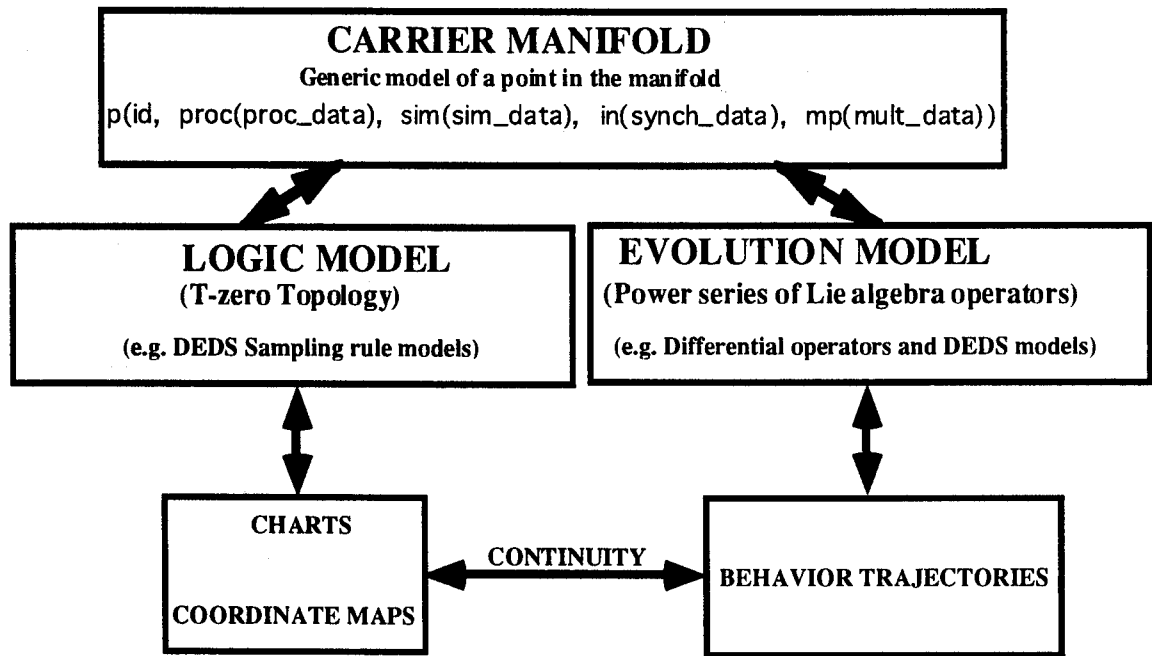 CARRIER MANIFOLD
Generic model of a point in the manifold
p(id, proc(proc_data), sim(sim_data), in(synch_data), mp(mult_data))
LOGIC MODEL
(T-zero Topology)
(e.g. DEDS Sampling rule models)
EVOLUTION MODEL
(Power series of Lie algebra operators)
(e.g. Differential operators and DEDS models)
CHARTS
COORDINATE MAPS
CONTINUITY
BEHAVIOR TRAJECTORIES